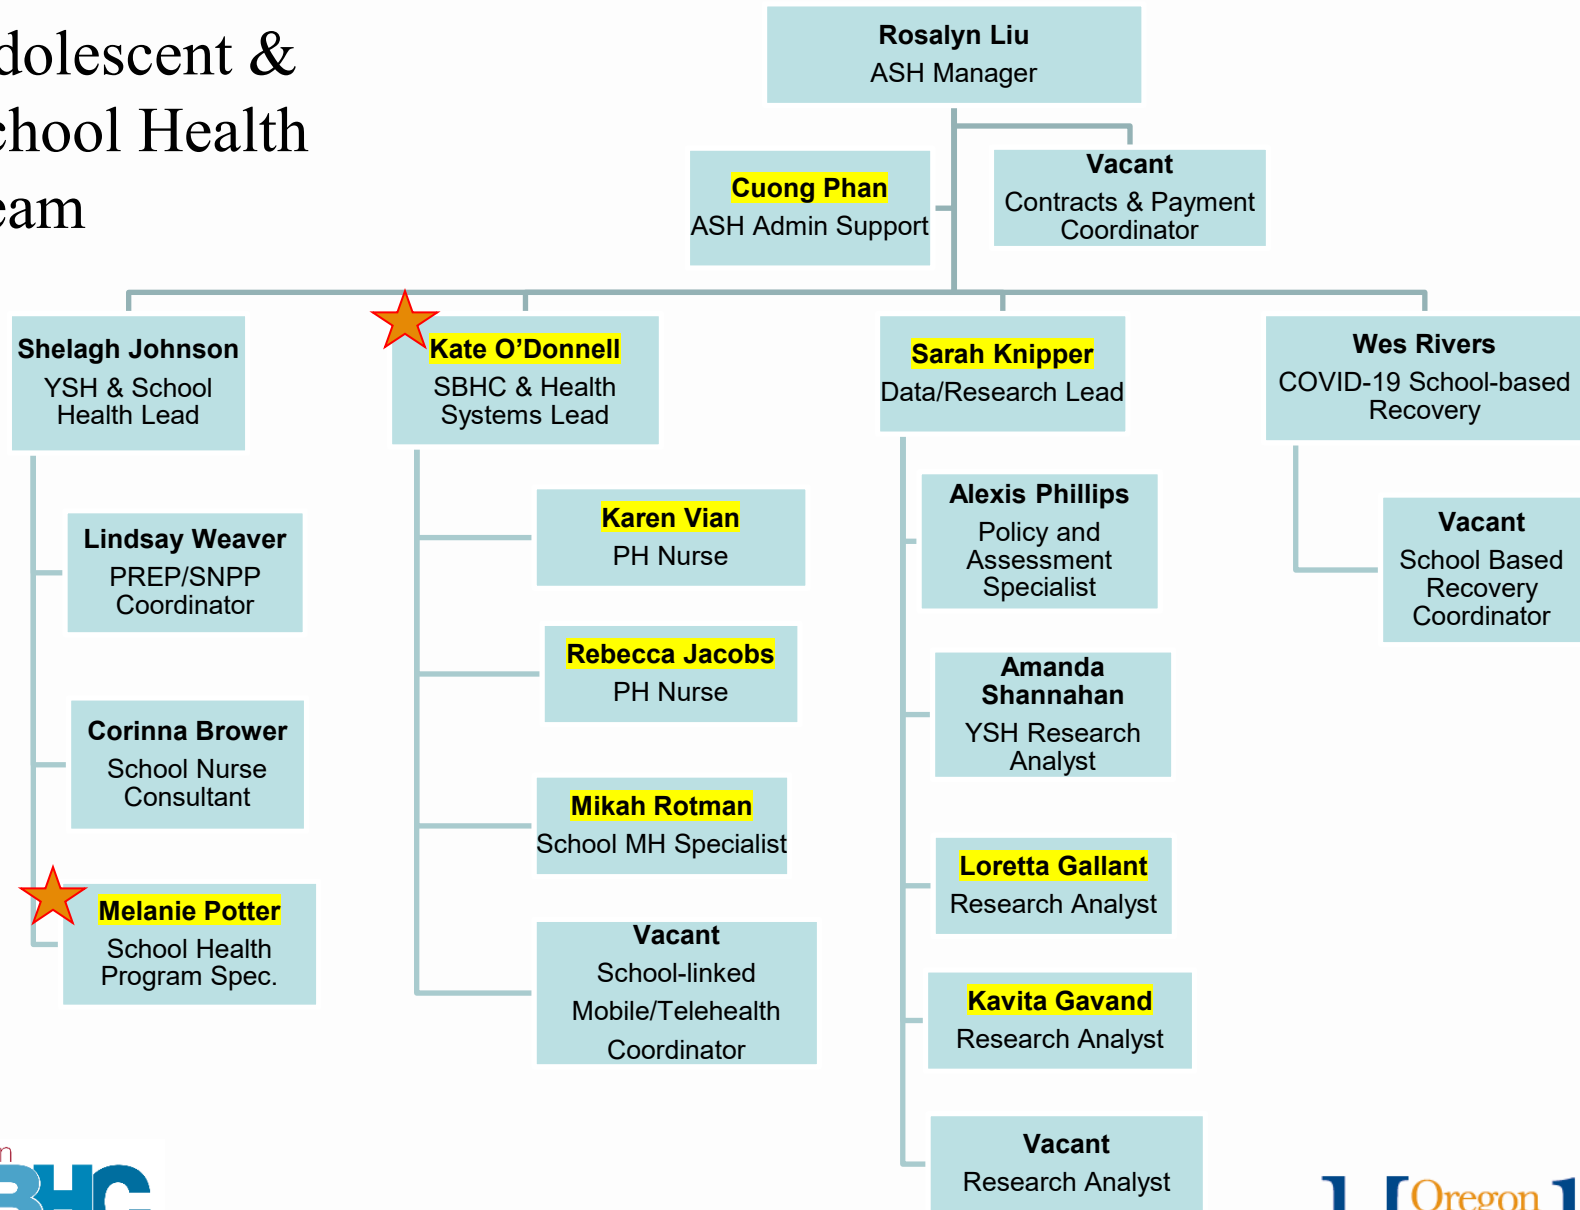 dolescent &
chool Health
eam
Rosalyn Liu
ASH Manager
Cuong Phan
ASH Admin Support
Vacant
Contracts & Payment
Coordinator
Shelagh Johnson
YSH & School
Health Lead
Kate O’Donnell
SBHC & Health
Systems Lead
Sarah Knipper
Data/Research Lead
Wes Rivers
COVID-19 School-based
Recovery
Lindsay Weaver
PREP/SNPP
Coordinator
Corinna Brower
School Nurse
Consultant
Melanie Potter
School Health
Program Spec.
Karen Vian
PH Nurse
Rebecca Jacobs
PH Nurse
Mikah Rotman
School MH Specialist
Vacant
School-linked
Mobile/Telehealth
Coordinator
Alexis Phillips
Policy and
Assessment
Specialist
Amanda
Shannahan
YSH Research
Analyst
Loretta Gallant
Research Analyst
Kavita Gavand
Research Analyst
Vacant
Research Analyst
Vacant
School Based
Recovery
Coordinator
BHC
Oregon